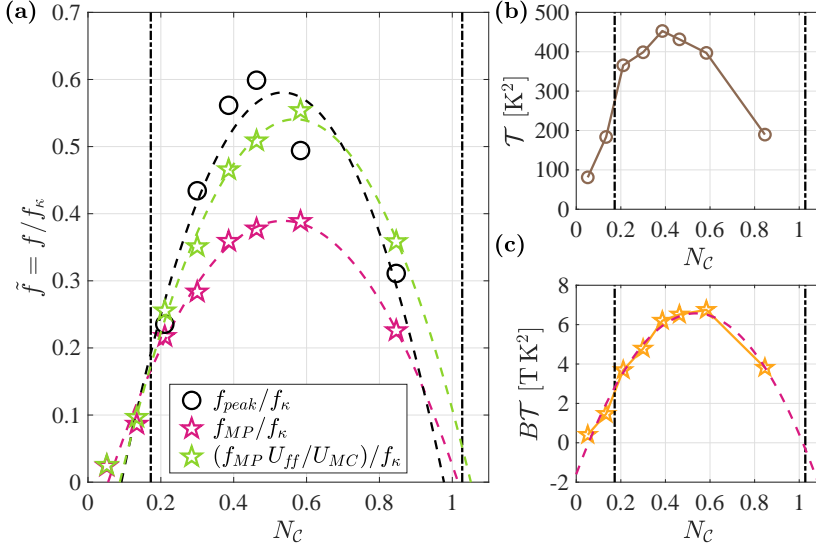 (a)
0.7
0.6
0.5
0.4
0.3
0.2
0.1
0
f̃ = f/f_κ
0 0.2 0.4 0.6 0.8 1
N_𝒞
f_peak/f_κ
f_MP/f_κ
(f_MP U_ff/U_MC)/f_κ
(b)
500
400
300
200
100
0
𝒯 [K²]
0 0.2 0.4 0.6 0.8 1
N_𝒞
(c)
8
6
4
2
0
-2
B𝒯 [T K²]
0 0.2 0.4 0.6 0.8 1
N_𝒞